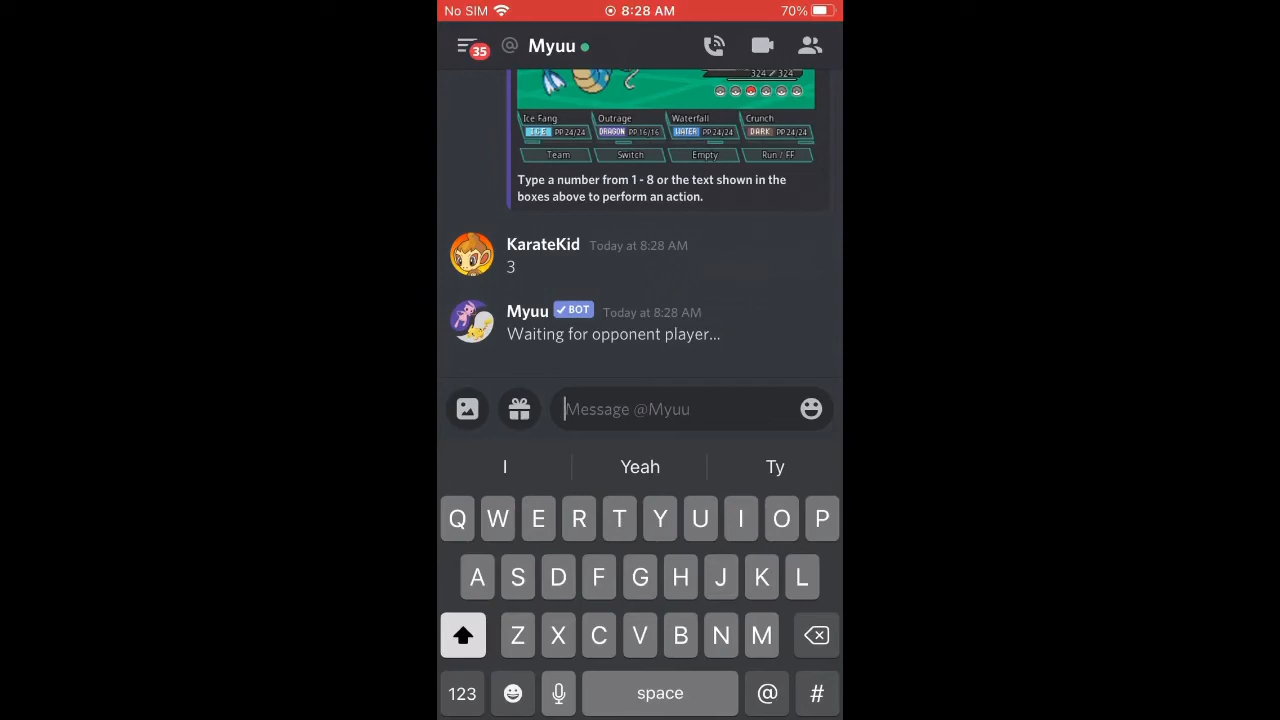 No SIM 8:28 AM 70%
35 @ Myuu
324 / 324
Ice Fang Outrage Waterfall Crunch
ICE PP 24/24 DRAGON PP 16/16 WATER PP 24/24 DARK PP 24/24
Team Switch Empty Run / FF
Type a number from 1 - 8 or the text shown in the
boxes above to perform an action.
KarateKid Today at 8:28 AM
3
Myuu BOT Today at 8:28 AM
Waiting for opponent player...
Message @Myuu
I Yeah Ty
Q W E R T Y U I O P
A S D F G H J K L
Z X C V B N M
123 space @ #